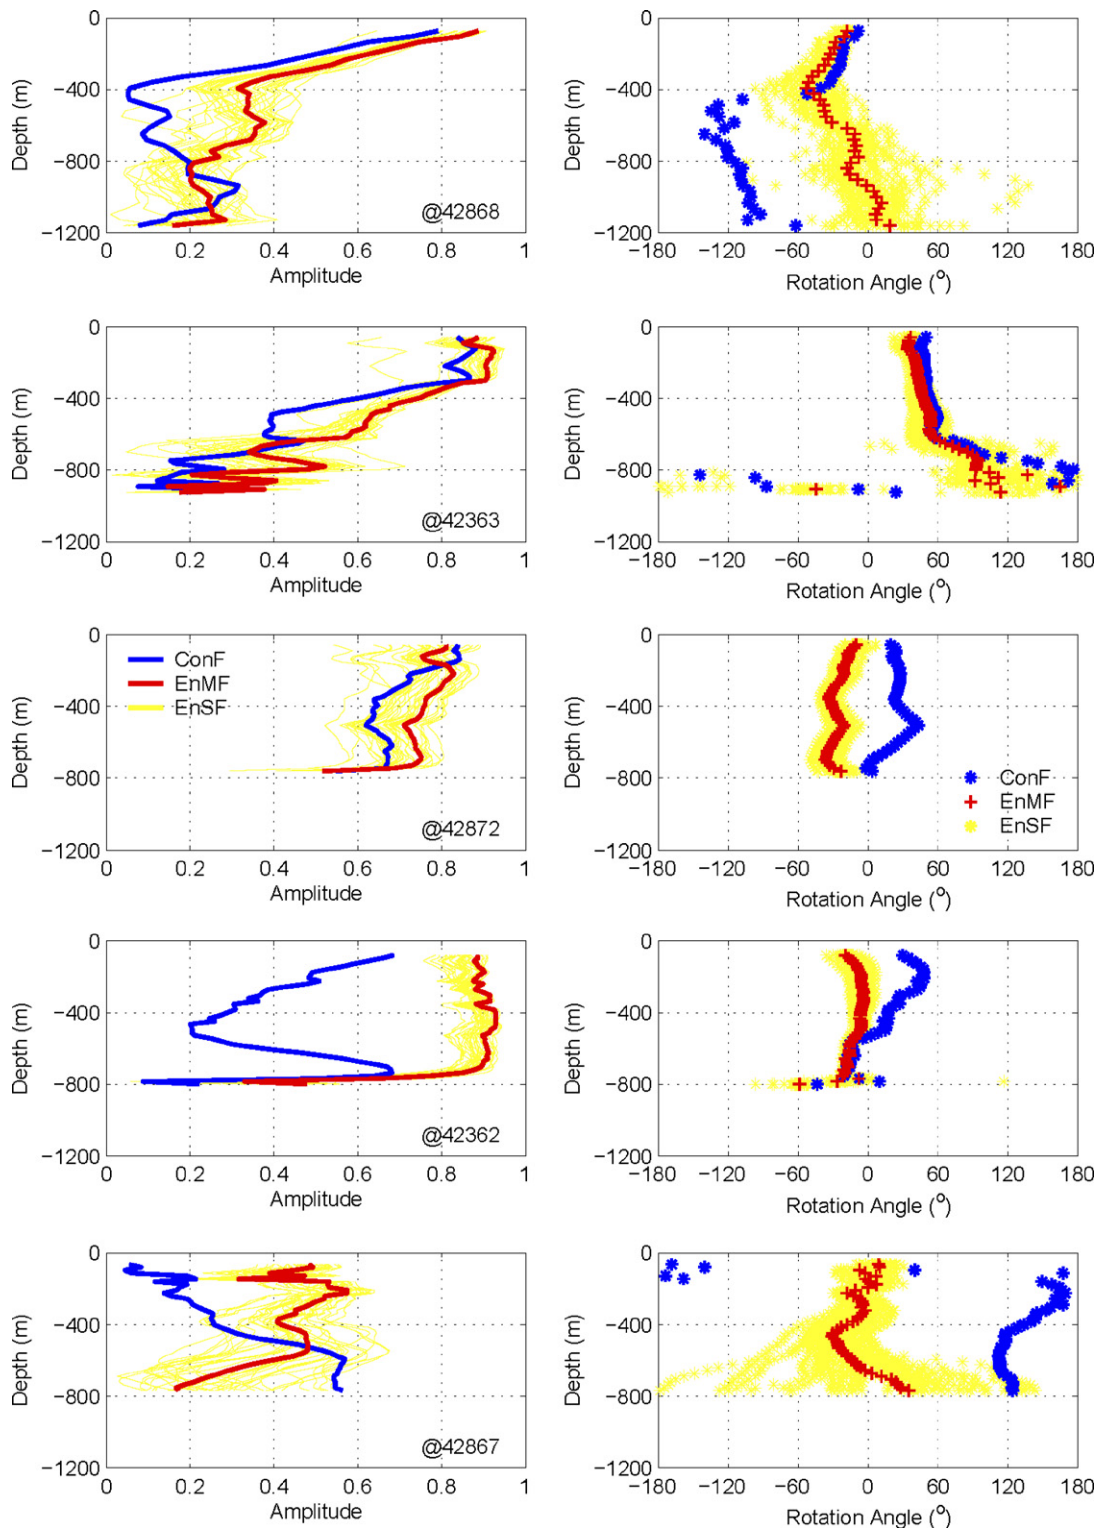 0
−400
−800
−1200
Depth (m)
0 0.2 0.4 0.6 0.8 1
Amplitude
@42868
0
−400
−800
−1200
Depth (m)
−180 −120 −60 0 60 120 180
Rotation Angle (o)
0
−400
−800
−1200
Depth (m)
0 0.2 0.4 0.6 0.8 1
Amplitude
@42363
0
−400
−800
−1200
Depth (m)
−180 −120 −60 0 60 120 180
Rotation Angle (o)
0
−400
−800
−1200
Depth (m)
ConF
EnMF
EnSF
0 0.2 0.4 0.6 0.8 1
Amplitude
@42872
0
−400
−800
−1200
Depth (m)
ConF
EnMF
EnSF
−180 −120 −60 0 60 120 180
Rotation Angle (o)
0
−400
−800
−1200
Depth (m)
0 0.2 0.4 0.6 0.8 1
Amplitude
@42362
0
−400
−800
−1200
Depth (m)
−180 −120 −60 0 60 120 180
Rotation Angle (o)
0
−400
−800
−1200
Depth (m)
0 0.2 0.4 0.6 0.8 1
Amplitude
@42867
0
−400
−800
−1200
Depth (m)
−180 −120 −60 0 60 120 180
Rotation Angle (o)